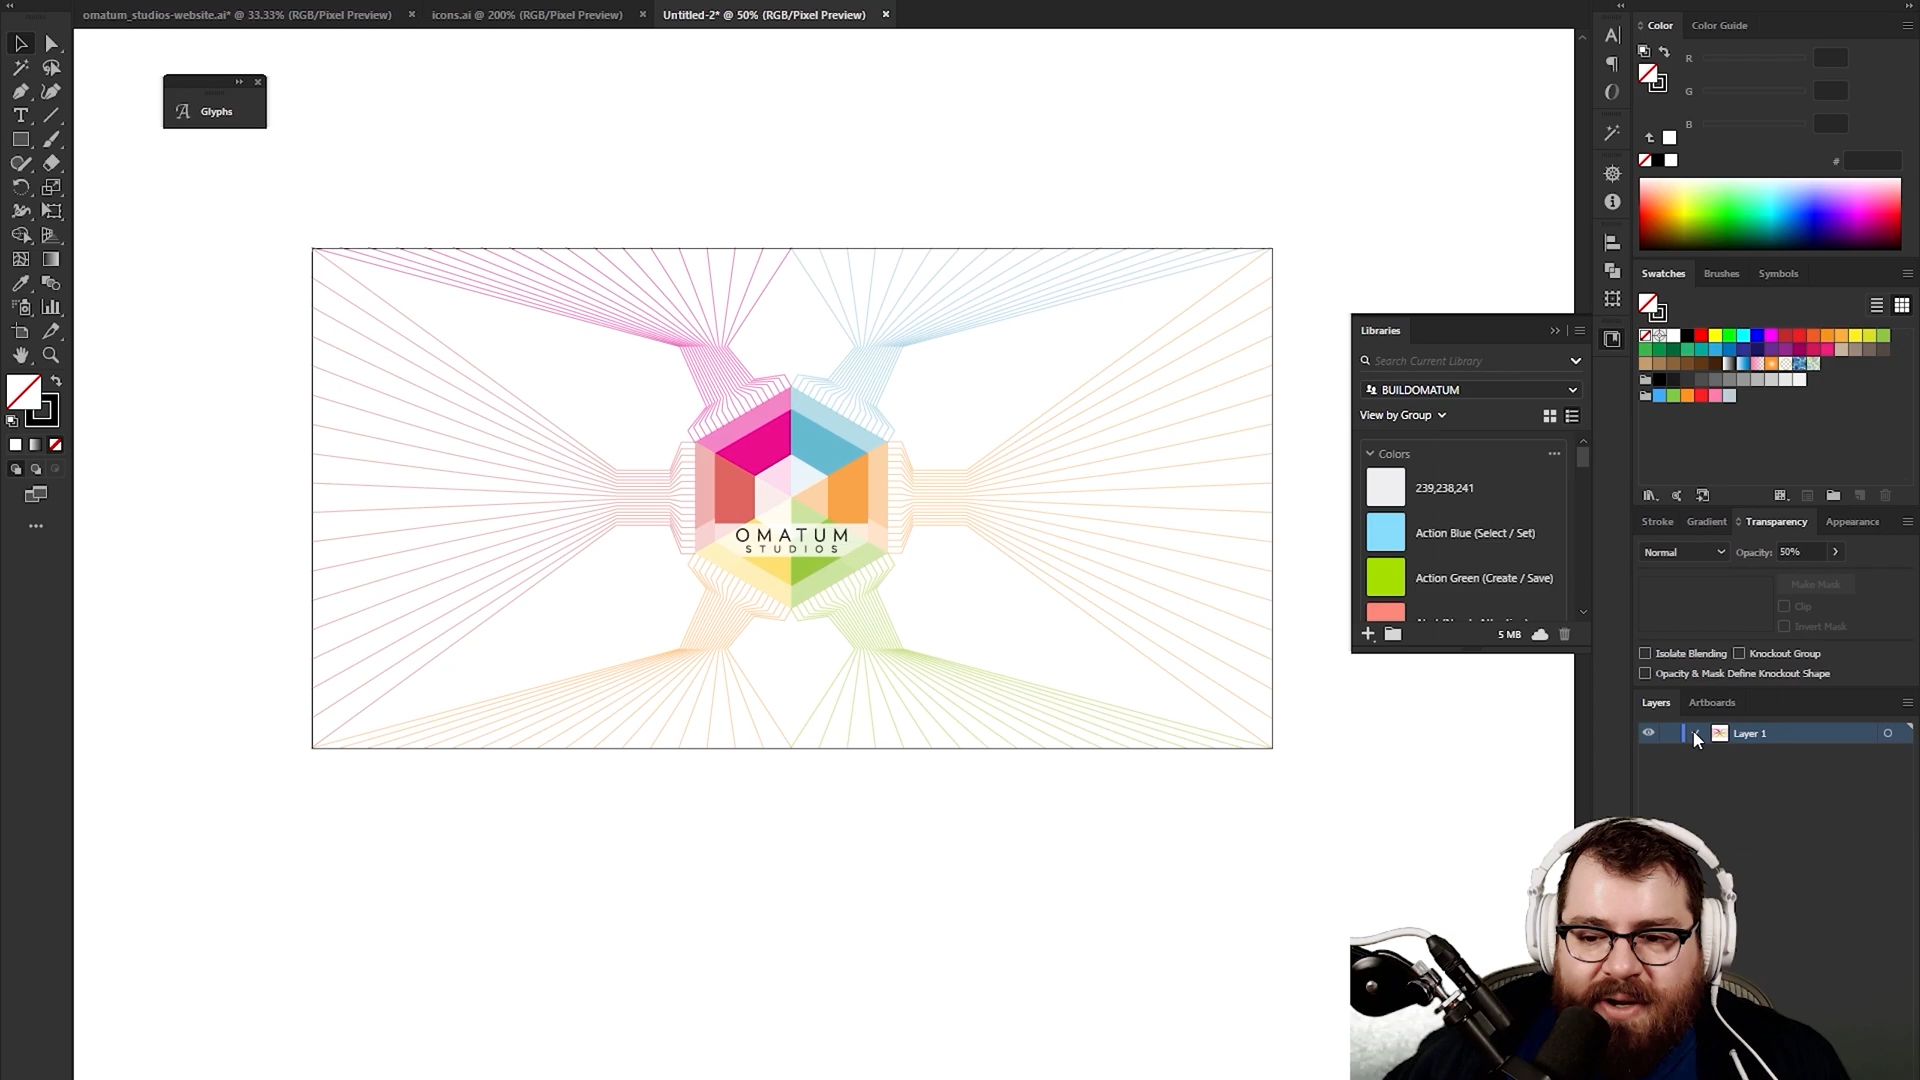 omatum_studios-website.ai* @ 33.33% (RGB/Pixel Preview)
icons.ai @ 200% (RGB/Pixel Preview)
Untitled-2* @ 50% (RGB/Pixel Preview)
Glyphs
OMATUM
STUDIOS
Libraries
Search Current Library
BUILDOMATUM
View by Group
Colors
239,238,241
Action Blue (Select / Set)
Action Green (Create / Save)
5 MB
Color
Color Guide
R
G
B
#
Swatches
Brushes
Symbols
Stroke
Gradient
Transparency
Appearance
Normal
Opacity:
50%
Make Mask
Clip
Invert Mask
Isolate Blending
Knockout Group
Opacity & Mask Define Knockout Shape
Layers
Artboards
Layer 1